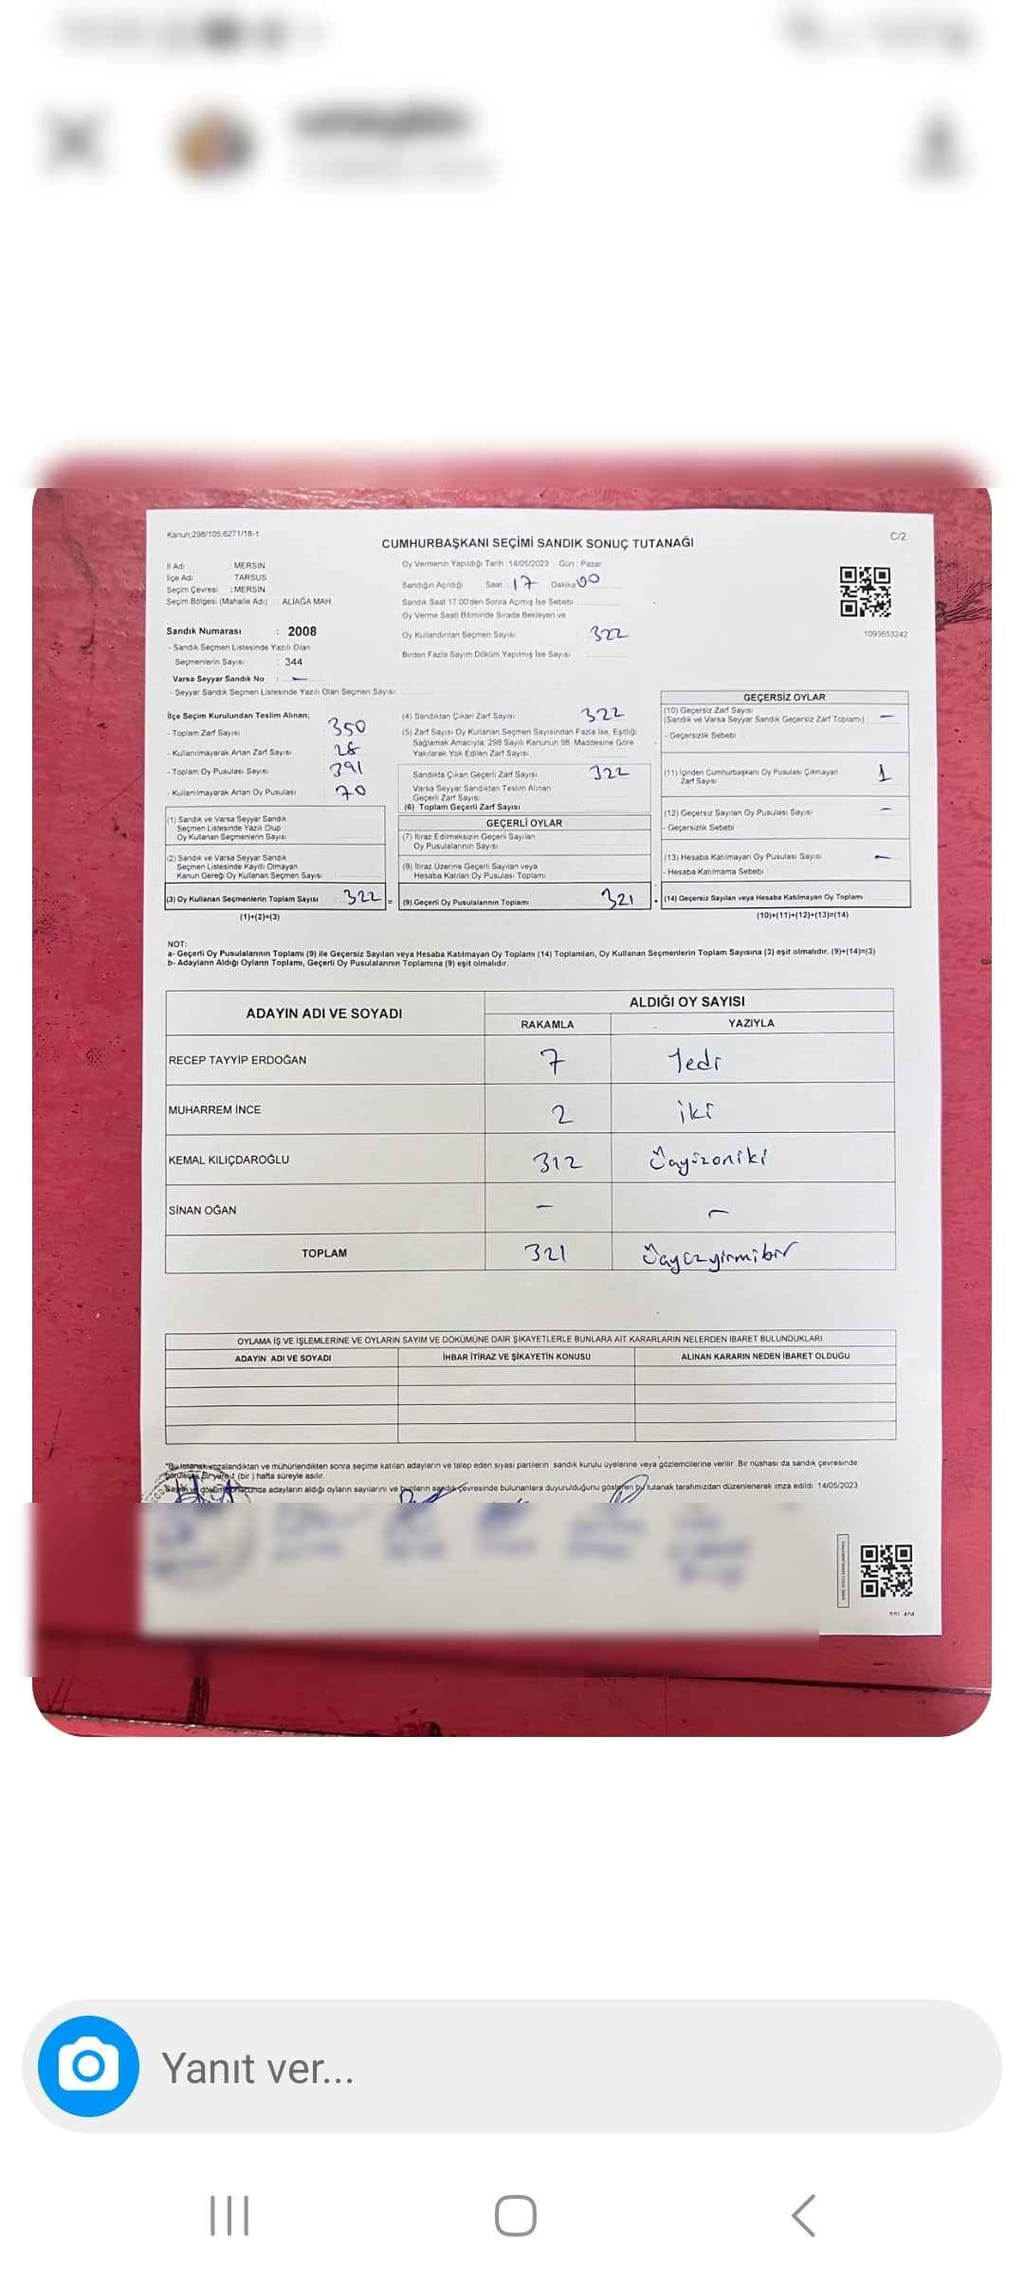 Kanun;298/105;6271/18-1
C/2
CUMHURBAŞKANI SEÇİMİ SANDIK SONUÇ TUTANAĞI
İl Adı : MERSİN
İlçe Adı : TARSUS
Seçim Çevresi : MERSİN
Seçim Bölgesi (Mahalle Adı) : ALİAĞA MAH.
Oy Vermenin Yapıldığı Tarih :14/05/2023 Gün : Pazar
Sandığın Açıldığı Saat : 17 Dakika 00
Sandık Saat 17:00'den Sonra Açımış İse Sebebi :
Oy Verme Saati Bitiminde Sırada Bekleyen ve
Oy Kullandırılan Seçmen Sayısı 322
Birden Fazla Sayım Döküm Yapılmış İse Sayısı
1093653242
Sandık Numarası : 2008
- Sandık Seçmen Listesinde Yazılı Olan
Seçmenlerin Sayısı : 344
Varsa Seyyar Sandık No : -
- Seyyar Sandık Seçmen Listesinde Yazılı Olan Seçmen Sayısı:
İlçe Seçim Kurulundan Teslim Alınan;
- Toplam Zarf Sayısı 350
- Kullanılmayarak Artan Zarf Sayısı 28
- Toplam Oy Pusulası Sayısı 391
- Kullanılmayarak Artan Oy Pusulası 70
(1) Sandık ve Varsa Seyyar Sandık
Seçmen Listesinde Yazılı Olup
Oy Kullanan Seçmenlerin Sayısı
(2) Sandık ve Varsa Seyyar Sandık
Seçmen Listesinde Kayıtlı Olmayan
Kanun Gereği Oy Kullanan Seçmen Sayısı
(3) Oy Kullanan Seçmenlerin Toplam Sayısı 322
(1)+(2)=(3)
(4) Sandıktan Çıkan Zarf Sayısı 322
(5) Zarf Sayısı Oy Kullanan Seçmen Sayısından Fazla İse, Eşitliği
Sağlamak Amacıyla; 298 Sayılı Kanunun 98. Maddesine Göre
Yakılarak Yok Edilen Zarf Sayısı
Sandıkta Çıkan Geçerli Zarf Sayısı 322
Varsa Seyyar Sandıktan Teslim Alınan
Geçerli Zarf Sayısı
(6) Toplam Geçerli Zarf Sayısı
GEÇERLİ OYLAR
(7) İtiraz Edilmeksizin Geçerli Sayılan
Oy Pusulalarının Sayısı
(8) İtiraz Üzerine Geçerli Sayılan veya
Hesaba Katılan Oy Pusulası Toplamı
(9) Geçerli Oy Pusulalarının Toplamı 321
GEÇERSİZ OYLAR
(10) Geçersiz Zarf Sayısı -
(Sandık ve Varsa Seyyar Sandık Geçersiz Zarf Toplamı)
- Geçersizlik Sebebi
(11) İçinden Cumhurbaşkanı Oy Pusulası Çıkmayan 1
Zarf Sayısı
(12) Geçersiz Sayılan Oy Pusulası Sayısı -
- Geçersizlik Sebebi
(13) Hesaba Katılmayan Oy Pusulası Sayısı -
- Hesaba Katılmama Sebebi
(14) Geçersiz Sayılan veya Hesaba Katılmayan Oy Toplamı
(10)+(11)+(12)+(13)=(14)
NOT:
a- Geçerli Oy Pusulalarının Toplamı (9) ile Geçersiz Sayılan veya Hesaba Katılmayan Oy Toplamı (14) Toplamları, Oy Kullanan Seçmenlerin Toplam Sayısına (3) eşit olmalıdır. (9)+(14)=(3)
b- Adayların Aldığı Oyların Toplamı, Geçerli Oy Pusulalarının Toplamına (9) eşit olmalıdır.
ADAYIN ADI VE SOYADI
ALDIĞI OY SAYISI
RAKAMLA YAZIYLA
RECEP TAYYİP ERDOĞAN 7 Yedi
MUHARREM İNCE 2 iki
KEMAL KILIÇDAROĞLU 312 Üçyüzoniki
SİNAN OĞAN - -
TOPLAM 321 Üçyüzyirmibir
OYLAMA İŞ VE İŞLEMLERİNE VE OYLARIN SAYIM VE DÖKÜMÜNE DAİR ŞİKAYETLERLE BUNLARA AİT KARARLARIN NELERDEN İBARET BULUNDUKLARI
ADAYIN ADI VE SOYADI İHBAR İTİRAZ VE ŞİKAYETİN KONUSU ALINAN KARARIN NEDEN İBARET OLDUĞU
imzalandıktan ve mühürlendikten sonra seçime katılan adayların ve talep eden siyasi partilerin sandık kurulu üyelerine veya gözlemcilerine verilir. Bir nüshası da sandık çevresinde
(bir) hafta süreyle asılır.
adayların aldığı oyların sayılarını ve bunların sandık çevresinde bulunanlara duyurulduğunu gösteren bu tutanak tarafımızdan düzenlenerek imza edildi. 14/05/2023
Yanıt ver...